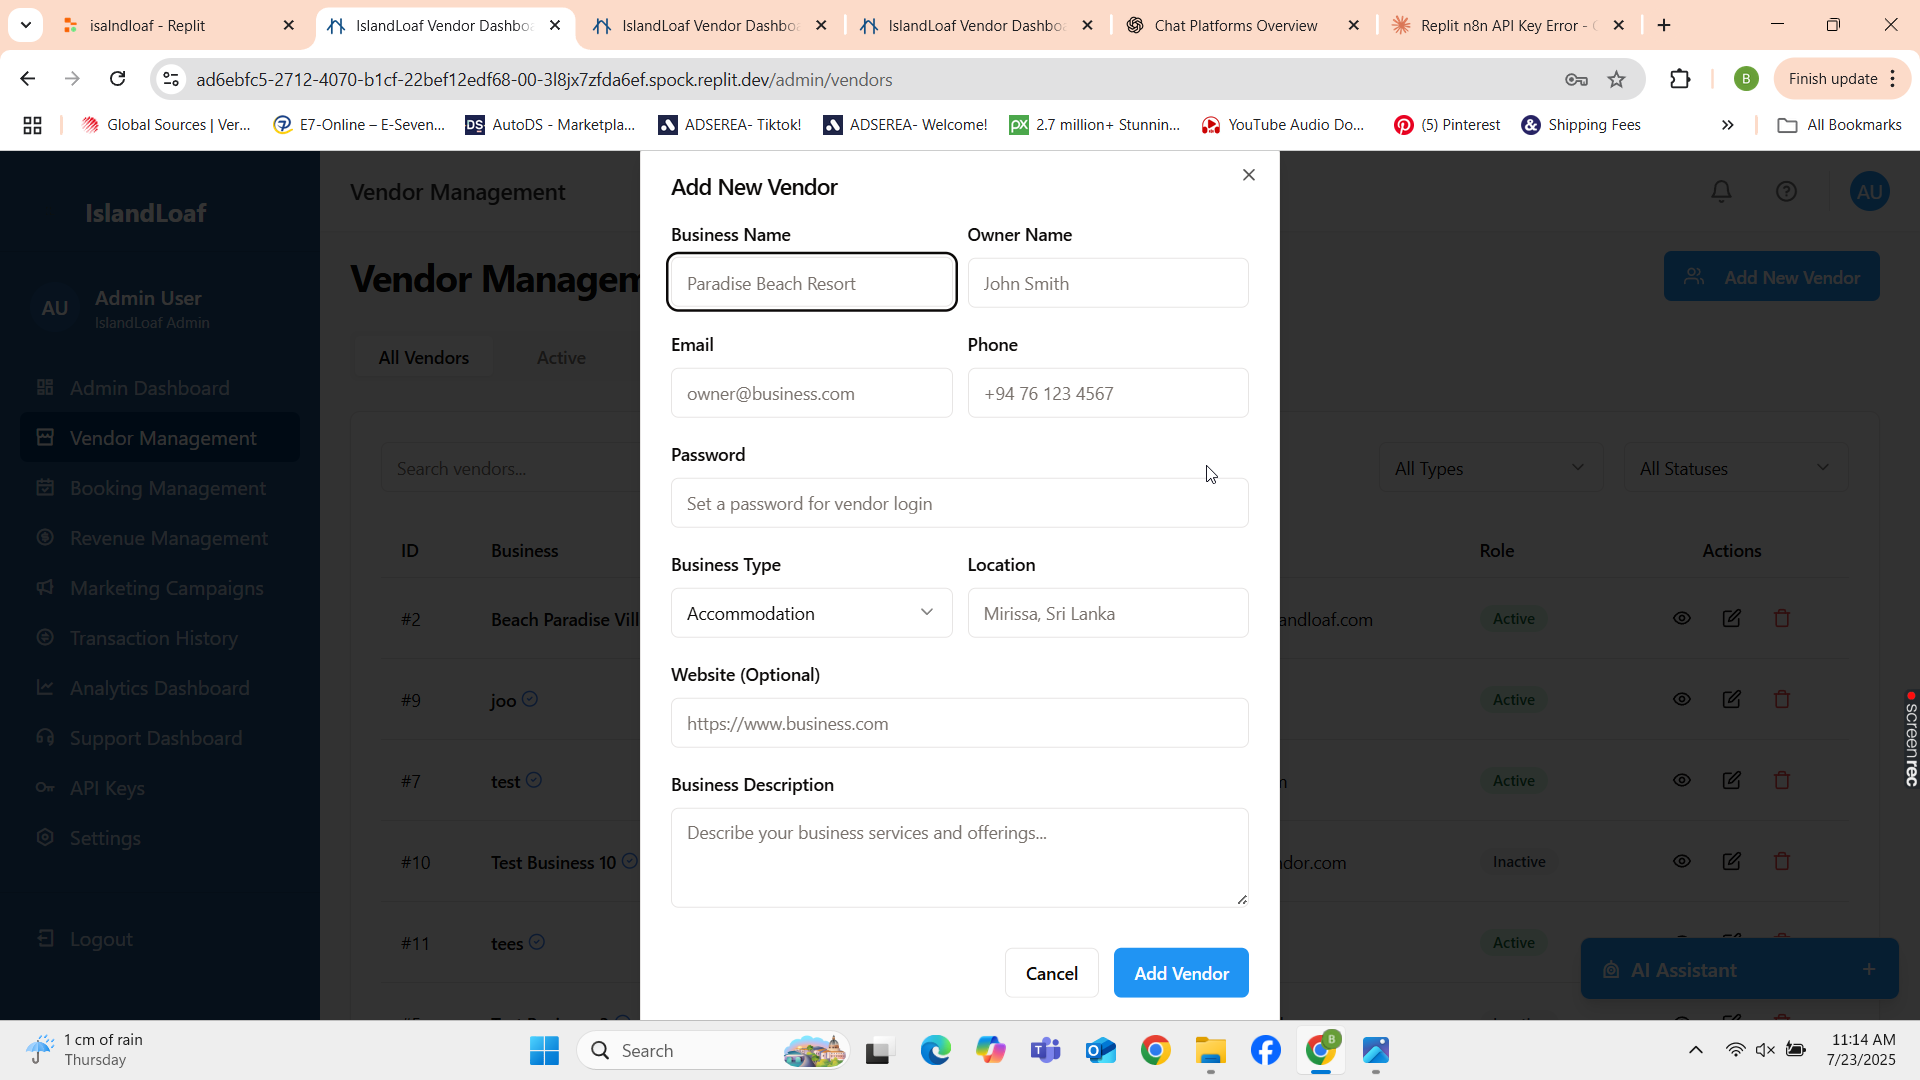 isalndloaf - Replit
IslandLoaf Vendor Dashbo
IslandLoaf Vendor Dashbo
IslandLoaf Vendor Dashbo
Chat Platforms Overview
Replit n8n API Key Error -
ad6ebfc5-2712-4070-b1cf-22bef12edf68-00-3l8jx7zfda6ef.spock.replit.dev/admin/vendors
B
Finish update
Global Sources | Ver...
E7-Online – E-Seven...
AutoDS - Marketpla...
ADSEREA- Tiktok!
ADSEREA- Welcome!
2.7 million+ Stunnin...
YouTube Audio Do...
(5) Pinterest
Shipping Fees
All Bookmarks
IslandLoaf
AU
Admin User
IslandLoaf Admin
Admin Dashboard
Vendor Management
Booking Management
Revenue Management
Marketing Campaigns
Transaction History
Analytics Dashboard
Support Dashboard
API Keys
Settings
Logout
Vendor Management
AU
Vendor Managem
Add New Vendor
All Vendors
Active
Search vendors...
All Types
All Statuses
ID
Business
Role
Actions
#2
Beach Paradise Vill
andloaf.com
Active
#9
joo
Active
#7
test
Active
#10
Test Business 10
dor.com
Inactive
#11
tees
Active
AI Assistant
Add New Vendor
Business Name
Owner Name
Paradise Beach Resort
John Smith
Email
Phone
owner@business.com
+94 76 123 4567
Password
Set a password for vendor login
Business Type
Location
Accommodation
Mirissa, Sri Lanka
Website (Optional)
https://www.business.com
Business Description
Describe your business services and offerings...
Cancel
Add Vendor
screenrec
1 cm of rain
Thursday
Search
11:14 AM
7/23/2025